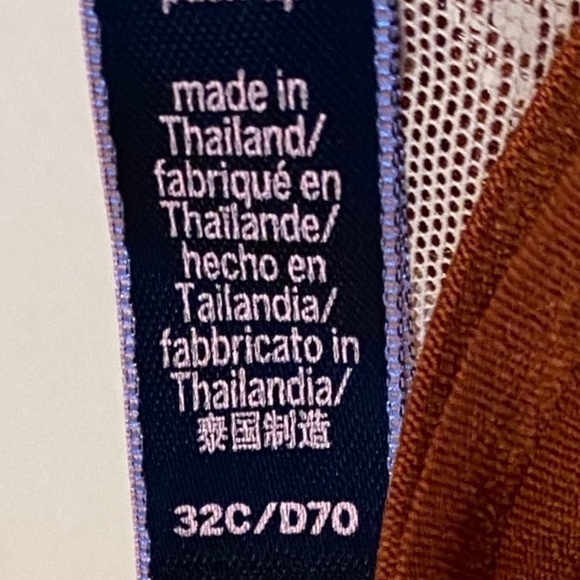 made in
Thailand/
fabriqué en
Thaïlande/
hecho en
Tailandia/
fabbricato in
Thailandia/
泰国制造
32C/D70